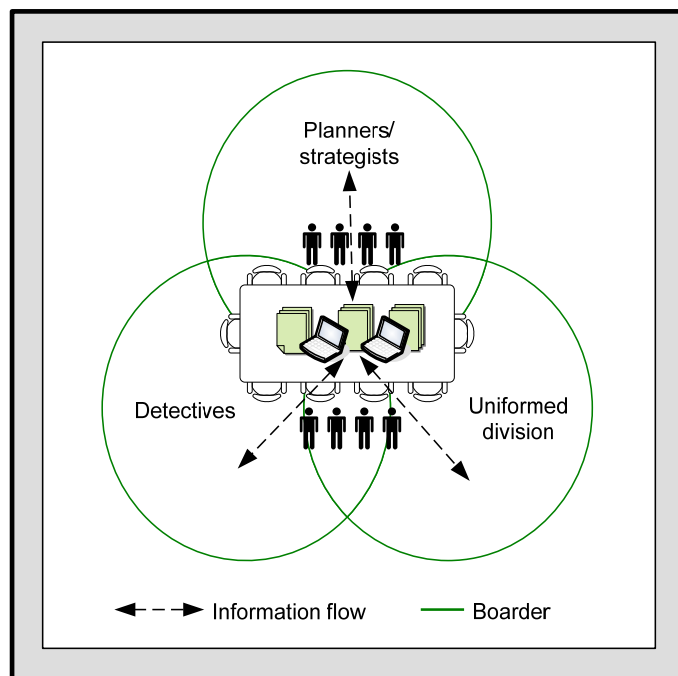 Planners/
strategists
Detectives
Uniformed
division
Information flow
Boarder